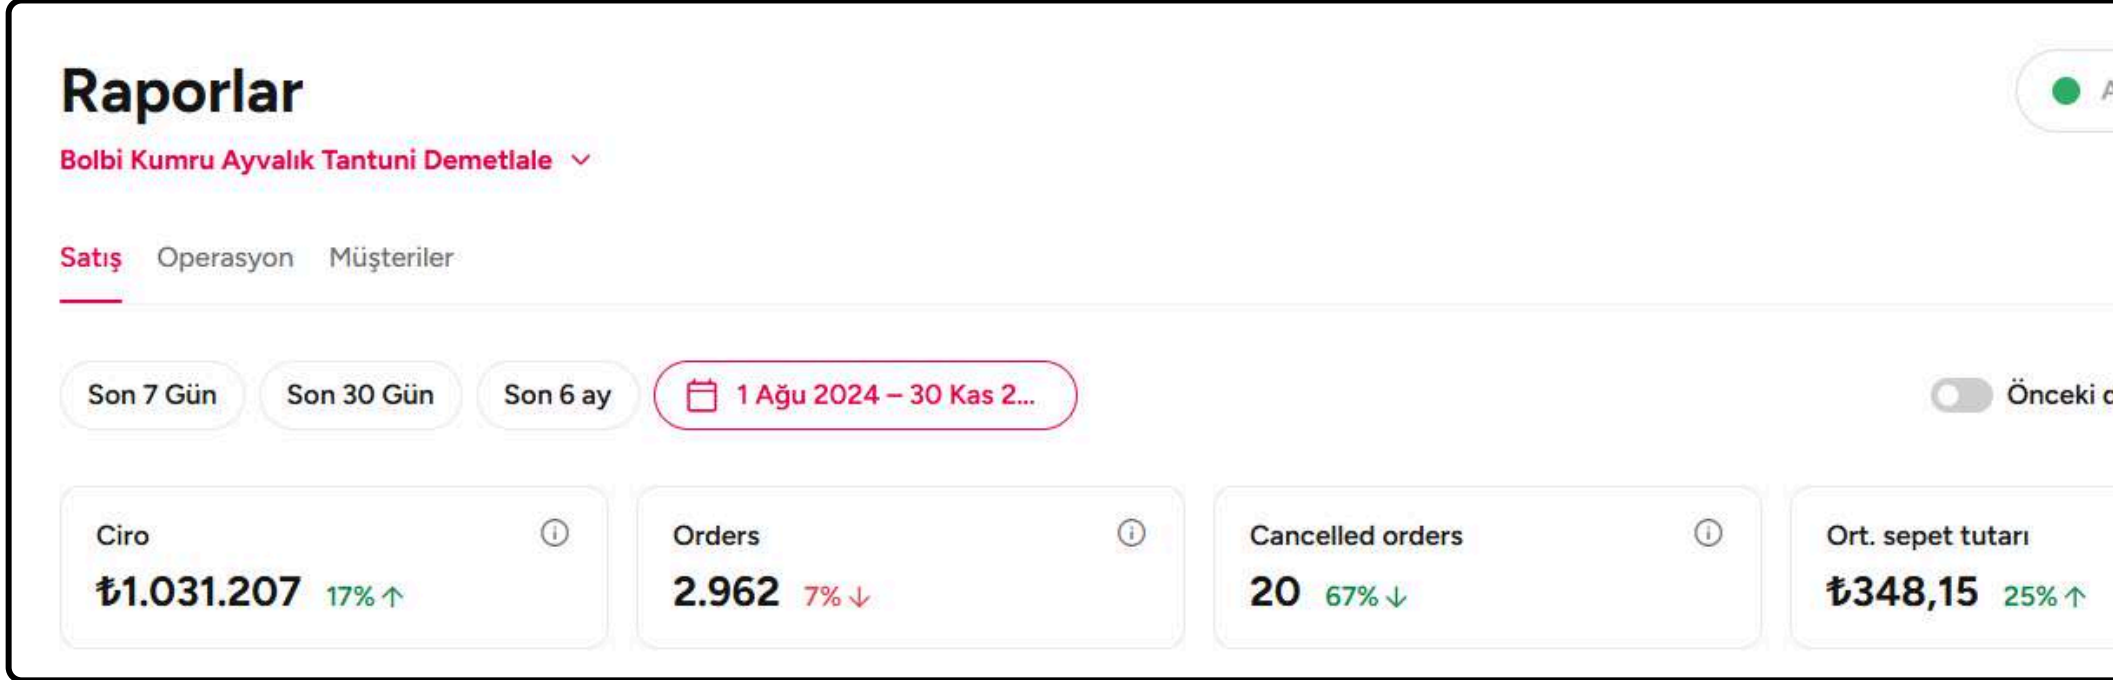 Raporlar
A
Bolbi Kumru Ayvalık Tantuni Demetlale
Satış Operasyon Müşteriler
Son 7 Gün Son 30 Gün Son 6 ay 1 Ağu 2024 – 30 Kas 2... Önceki d
Ciro Orders Cancelled orders Ort. sepet tutarı
₺1.031.207 17% ↑ 2.962 7% ↓ 20 67% ↓ ₺348,15 25% ↑